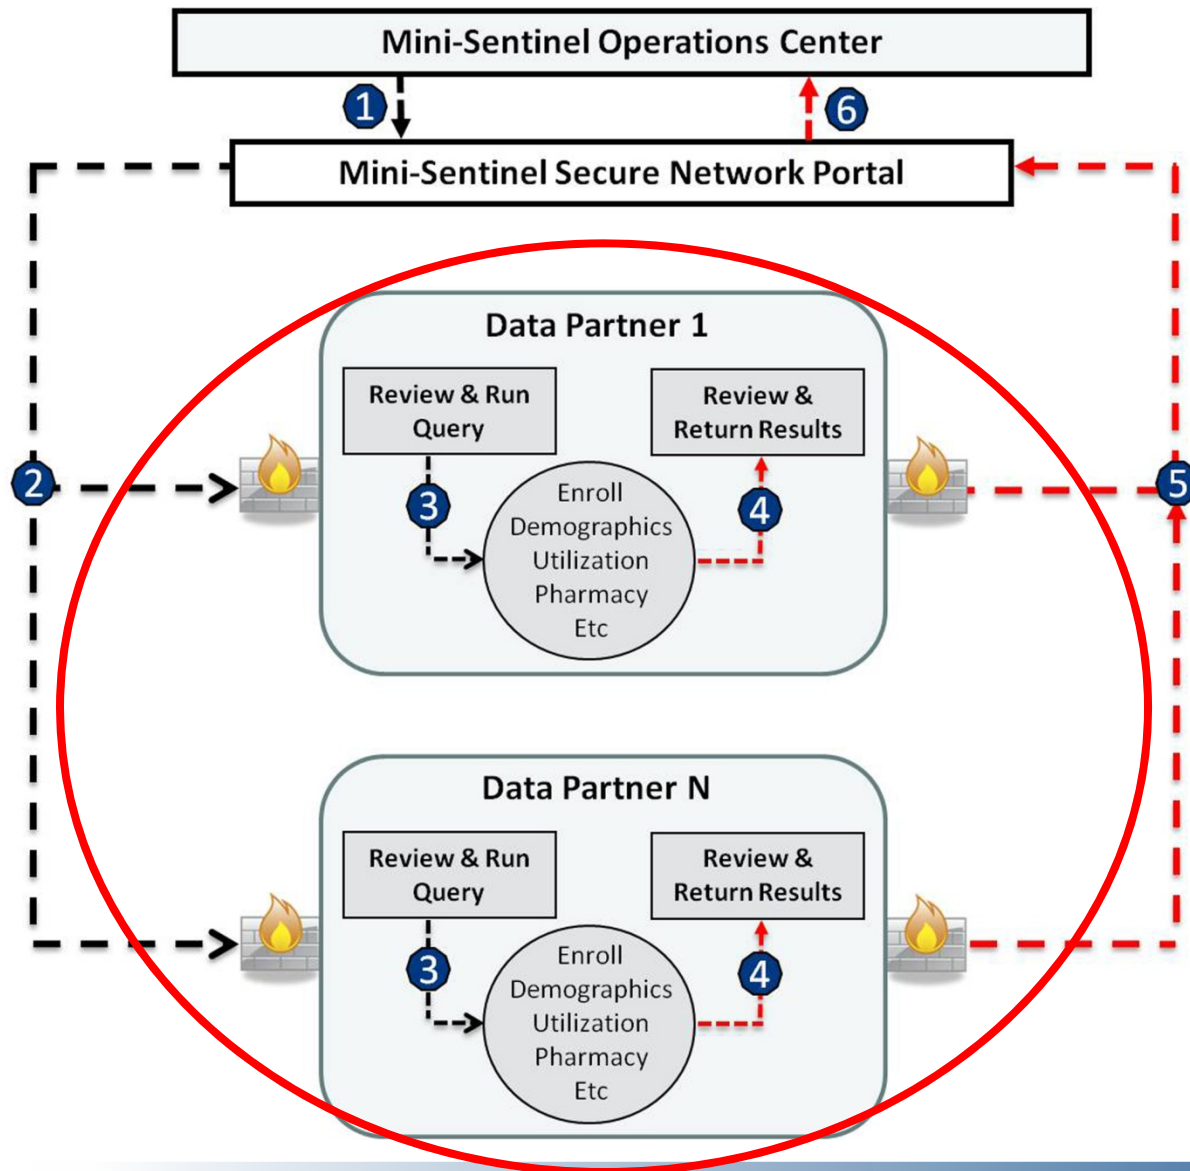 Mini-Sentinel Operations Center
1
6
Mini-Sentinel Secure Network Portal
Data Partner 1
Review & Run
Query
Review &
Return Results
2
3
4
5
Enroll
Demographics
Utilization
Pharmacy
Etc
Data Partner N
Review & Run
Query
Review &
Return Results
3
4
Enroll
Demographics
Utilization
Pharmacy
Etc